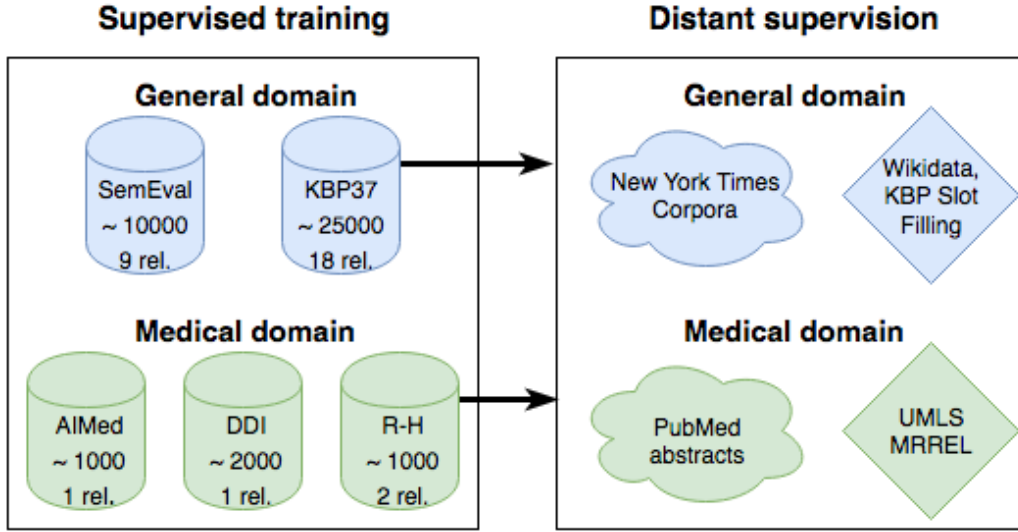 Supervised training
General domain
SemEval
~ 10000
9 rel.
KBP37
~ 25000
18 rel.
Medical domain
AIMed
~ 1000
1 rel.
DDI
~ 2000
1 rel.
R-H
~ 1000
2 rel.
Distant supervision
General domain
New York Times
Corpora
Wikidata,
KBP Slot
Filling
Medical domain
PubMed
abstracts
UMLS
MRREL